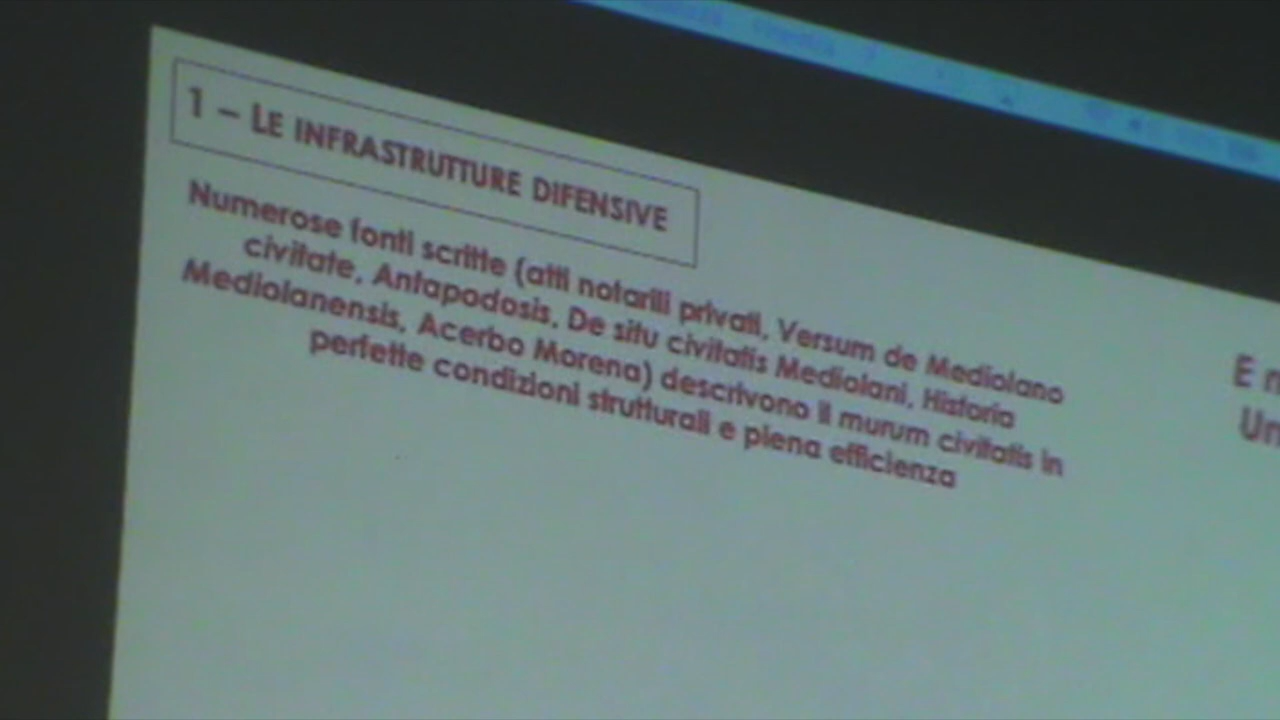 1 – LE INFRASTRUTTURE DIFENSIVE
Numerose fonti scritte (atti notarili privati, Versum de Mediolano
civitate, Antapodosis, De situ civitatis Mediolani, Historia
Mediolanensis, Acerbo Morena) descrivono il murum civitatis in
perfette condizioni strutturali e piena efficienza
E
Un